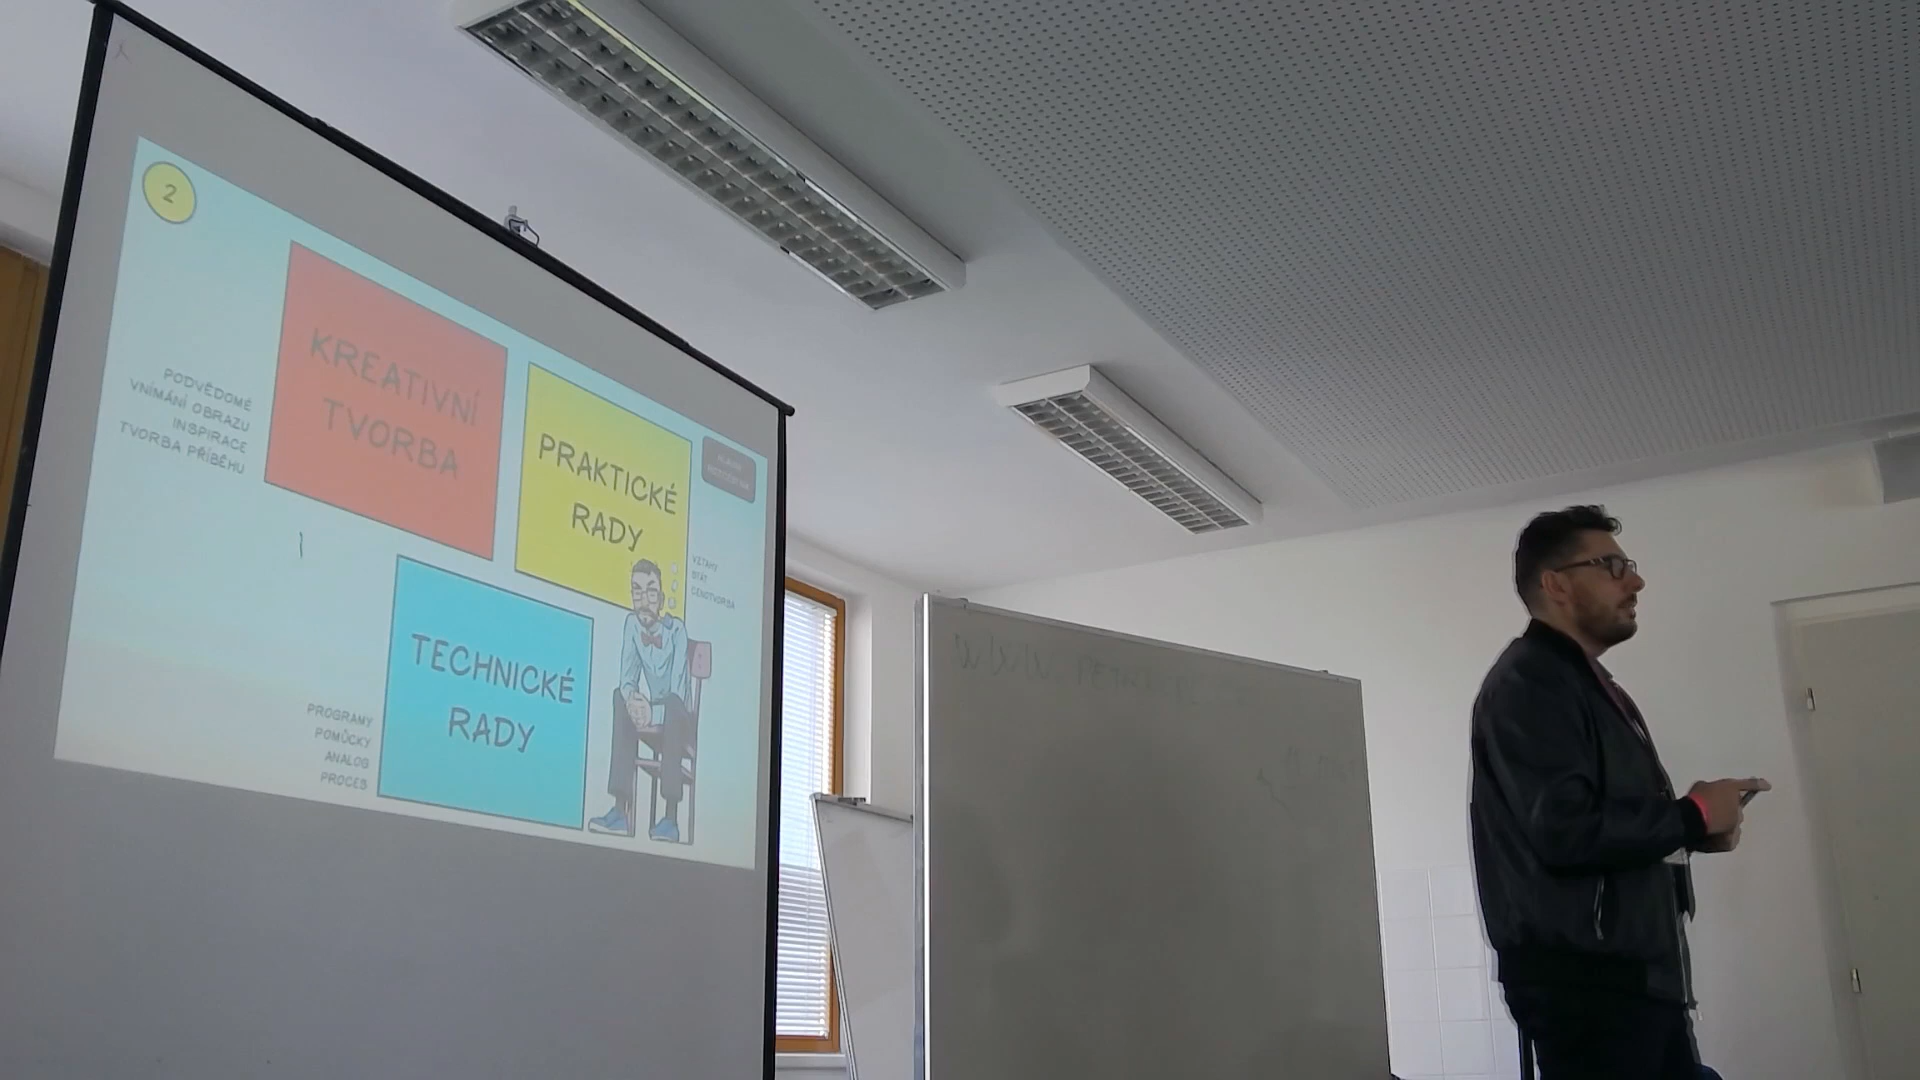 2
KREATIVNÍ
TVORBA
PODVĚDOMÉ
VNÍMÁNÍ OBRAZU
INSPIRACE
TVORBA PŘÍBĚHU
PRAKTICKÉ
RADY
VZTAHY
STÁT
CENOTVORBA
TECHNICKÉ
RADY
PROGRAMY
POMŮCKY
ANALOG
PROCES